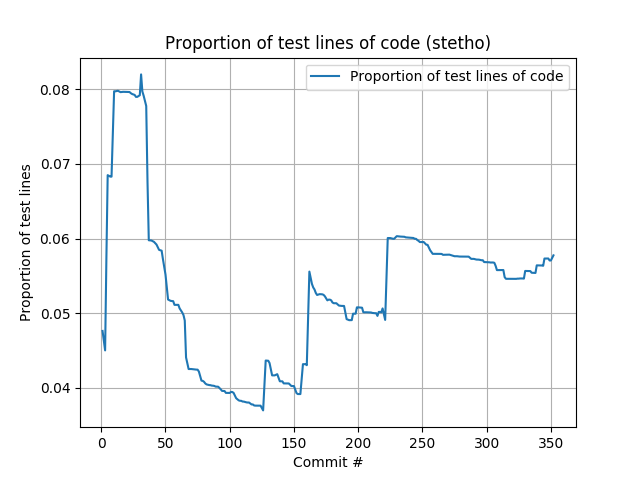 Proportion of test lines of code (stetho)
Proportion of test lines of code
0.08
0.07
0.06
0.05
0.04
Proportion of test lines
0 50 100 150 200 250 300 350
Commit #